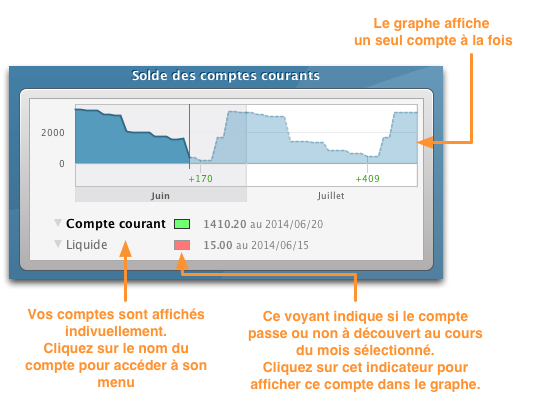 Le graphe affiche
un seul compte à la fois
Solde des comptes courants
2000
0
+170
+409
Juin
Juillet
Compte courant 1410.20 au 2014/06/20
Liquide 15.00 au 2014/06/15
Vos comptes sont affichés
indivuellement.
Cliquez sur le nom du
compte pour accéder à son
menu
Ce voyant indique si le compte
passe ou non à découvert au cours
du mois sélectionné.
Cliquez sur cet indicateur pour
afficher ce compte dans le graphe.